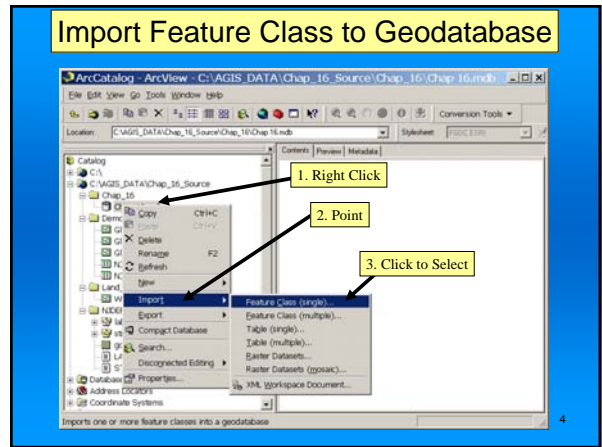 Import Feature Class to Geodatabase
ArcCatalog - ArcView - C:\AGIS_DATA\Chap_16_Source\Chap_16\Chap 16.mdb
File Edit View Go Tools Window Help
Conversion Tools
Location: C:\AGIS_DATA\Chap_16_Source\Chap_16\Chap 16.mdb
Stylesheet: FGDC ESRI
Contents Preview Metadata
Catalog
C:\
C:\AGIS_DATA\Chap_16_Source
Chap_16
1. Right Click
Copy Ctrl+C
Paste Ctrl+V
Delete
Rename F2
Refresh
New
Import
Export
Compact Database
Search...
Disconnected Editing
Properties...
2. Point
3. Click to Select
Feature Class (single)...
Feature Class (multiple)...
Table (single)...
Table (multiple)...
Raster Datasets...
Raster Datasets (mosaic)...
XML Workspace Document...
Address Locators
Coordinate Systems
Imports one or more feature classes into a geodatabase
4